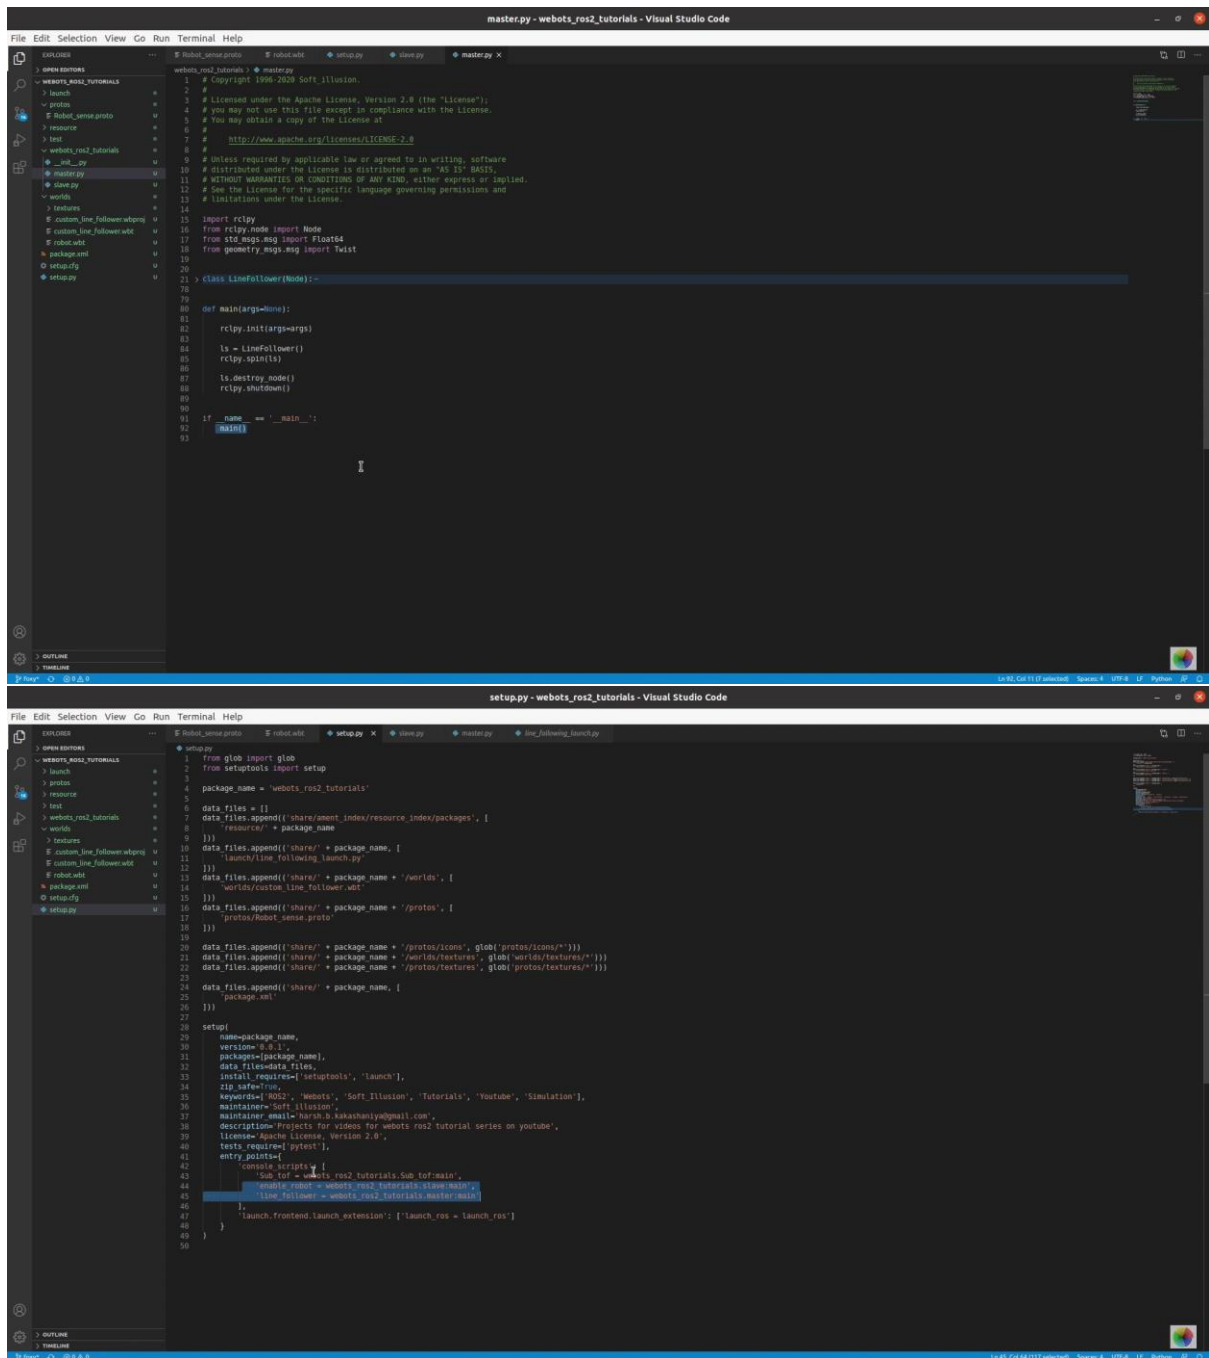 master.py - webots_ros2_tutorials - Visual Studio Code
File Edit Selection View Go Run Terminal Help
EXPLORER
Robot_sense.proto robot.wbt setup.py slave.py master.py
OPEN EDITORS
WEBOTS_ROS2_TUTORIALS
launch
protos
Robot_sense.proto U
resource
test
webots_ros2_tutorials
__init__.py U
master.py U
slave.py U
worlds
textures
.custom_line_follower.wbproj U
custom_line_follower.wbt U
robot.wbt U
package.xml U
setup.cfg U
setup.py U
OUTLINE
TIMELINE
webots_ros2_tutorials > master.py
1 # Copyright 1996-2020 Soft_illusion.
2 #
3 # Licensed under the Apache License, Version 2.0 (the "License");
4 # you may not use this file except in compliance with the License.
5 # You may obtain a copy of the License at
6 #
7 # http://www.apache.org/licenses/LICENSE-2.0
8 #
9 # Unless required by applicable law or agreed to in writing, software
10 # distributed under the License is distributed on an "AS IS" BASIS,
11 # WITHOUT WARRANTIES OR CONDITIONS OF ANY KIND, either express or implied.
12 # See the License for the specific language governing permissions and
13 # limitations under the License.
14
15 import rclpy
16 from rclpy.node import Node
17 from std_msgs.msg import Float64
18 from geometry_msgs.msg import Twist
19
20
21 > class LineFollower(Node):
78
79
80 def main(args=None):
81
82 rclpy.init(args=args)
83
84 ls = LineFollower()
85 rclpy.spin(ls)
86
87 ls.destroy_node()
88 rclpy.shutdown()
89
90
91 if __name__ == '__main__':
92 main()
93
foxy* 0 0 Ln 92, Col 11 (7 selected) Spaces: 4 UTF-8 LF Python
setup.py - webots_ros2_tutorials - Visual Studio Code
File Edit Selection View Go Run Terminal Help
EXPLORER
Robot_sense.proto robot.wbt setup.py slave.py master.py line_following_launch.py
OPEN EDITORS
WEBOTS_ROS2_TUTORIALS
launch
protos
resource
test
webots_ros2_tutorials
worlds
textures
.custom_line_follower.wbproj U
custom_line_follower.wbt U
robot.wbt U
package.xml U
setup.cfg U
setup.py U
OUTLINE
TIMELINE
setup.py
1 from glob import glob
2 from setuptools import setup
3
4 package_name = 'webots_ros2_tutorials'
5
6 data_files = []
7 data_files.append(('share/ament_index/resource_index/packages', [
8 'resource/' + package_name
9 ]))
10 data_files.append(('share/' + package_name, [
11 'launch/line_following_launch.py'
12 ]))
13 data_files.append(('share/' + package_name + '/worlds', [
14 'worlds/custom_line_follower.wbt'
15 ]))
16 data_files.append(('share/' + package_name + '/protos', [
17 'protos/Robot_sense.proto'
18 ]))
19
20 data_files.append(('share/' + package_name + '/protos/icons', glob('protos/icons/*')))
21 data_files.append(('share/' + package_name + '/worlds/textures', glob('worlds/textures/*')))
22 data_files.append(('share/' + package_name + '/protos/textures', glob('protos/textures/*')))
23
24 data_files.append(('share/' + package_name, [
25 'package.xml'
26 ]))
27
28 setup(
29 name=package_name,
30 version='0.0.1',
31 packages=[package_name],
32 data_files=data_files,
33 install_requires=['setuptools', 'launch'],
34 zip_safe=True,
35 keywords=['ROS2', 'Webots', 'Soft_Illusion', 'Tutorials', 'Youtube', 'Simulation'],
36 maintainer='Soft_illusion',
37 maintainer_email='harsh.b.kakashaniya@gmail.com',
38 description='Projects for videos for webots ros2 tutorial series on youtube',
39 license='Apache License, Version 2.0',
40 tests_require=['pytest'],
41 entry_points={
42 'console_scripts': [
43 'Sub_tof = webots_ros2_tutorials.Sub_tof:main',
44 'enable_robot = webots_ros2_tutorials.slave:main',
45 'line_follower = webots_ros2_tutorials.master:main'
46 ],
47 'launch.frontend.launch_extension': ['launch_ros = launch_ros']
48 }
49 )
50